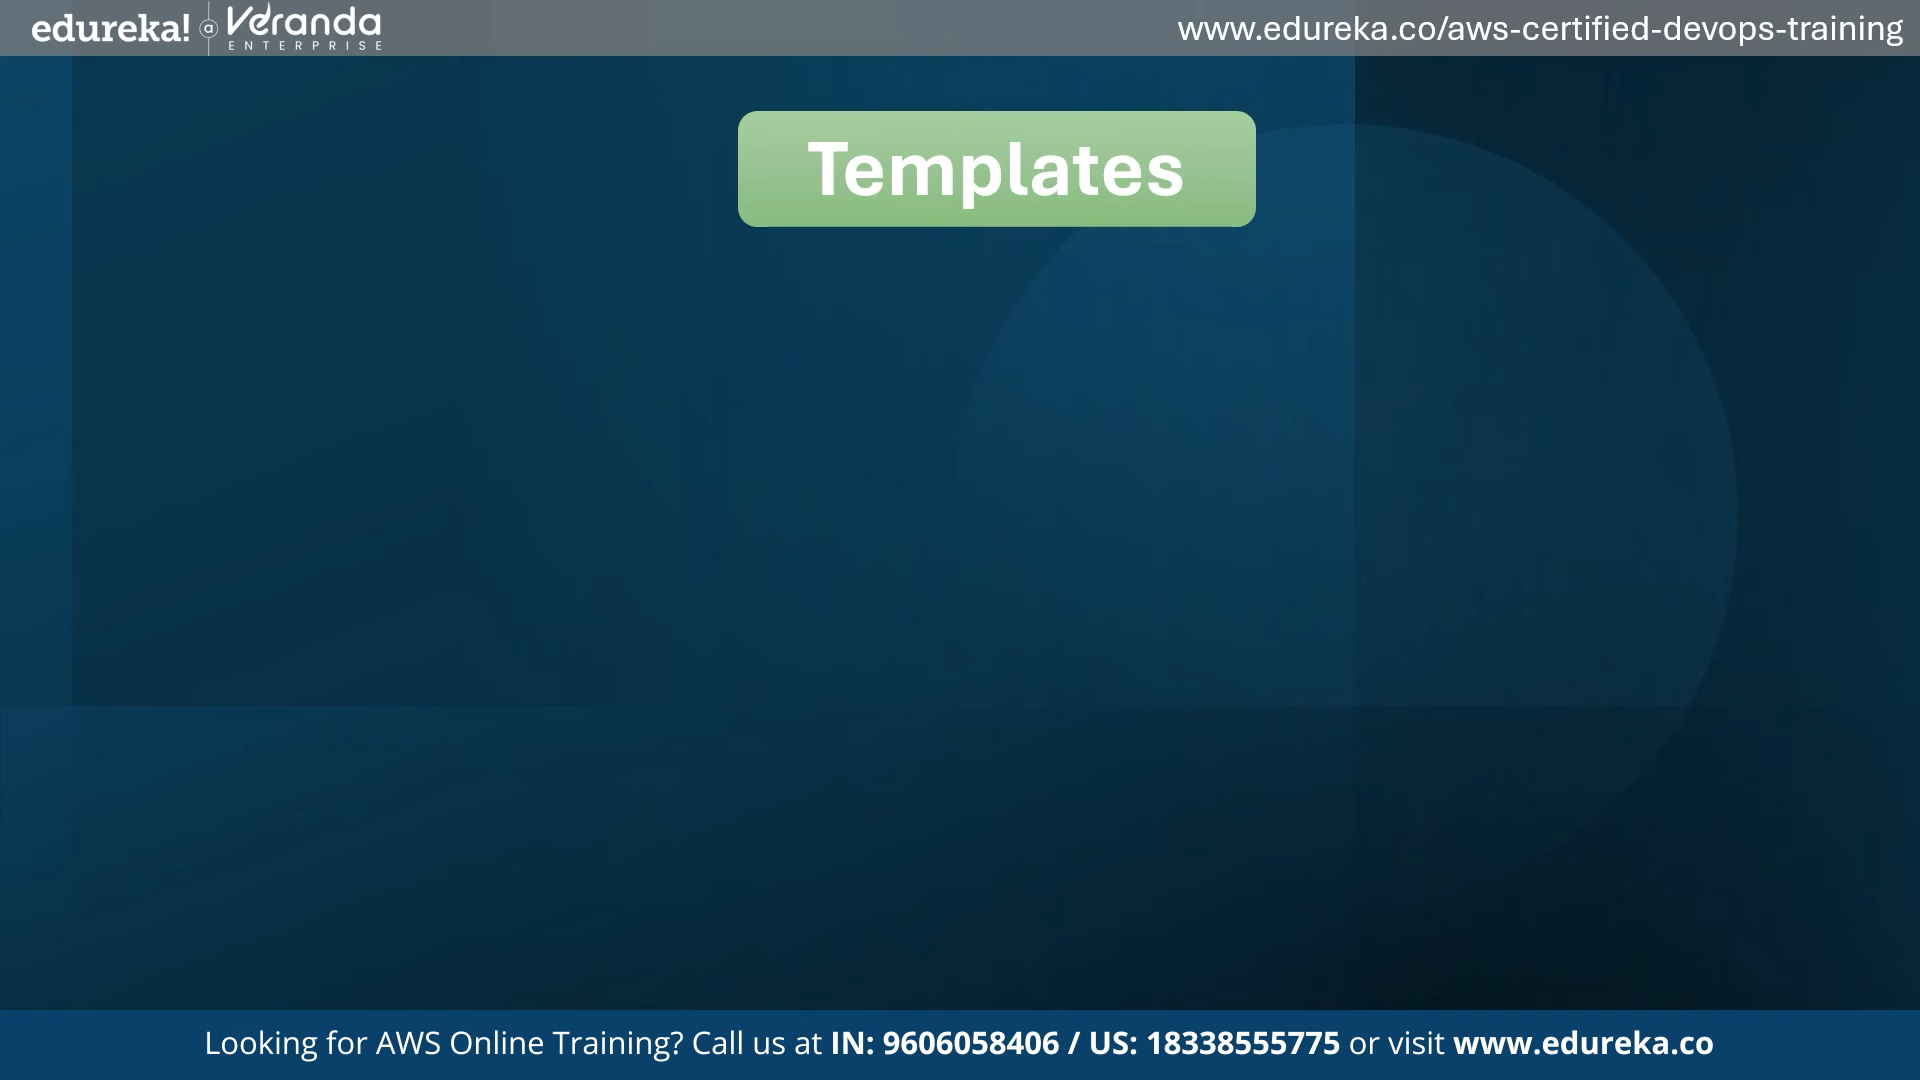 edureka! a Veranda ENTERPRISE
www.edureka.co/aws-certified-devops-training
Templates
Looking for AWS Online Training? Call us at IN: 9606058406 / US: 18338555775 or visit www.edureka.co